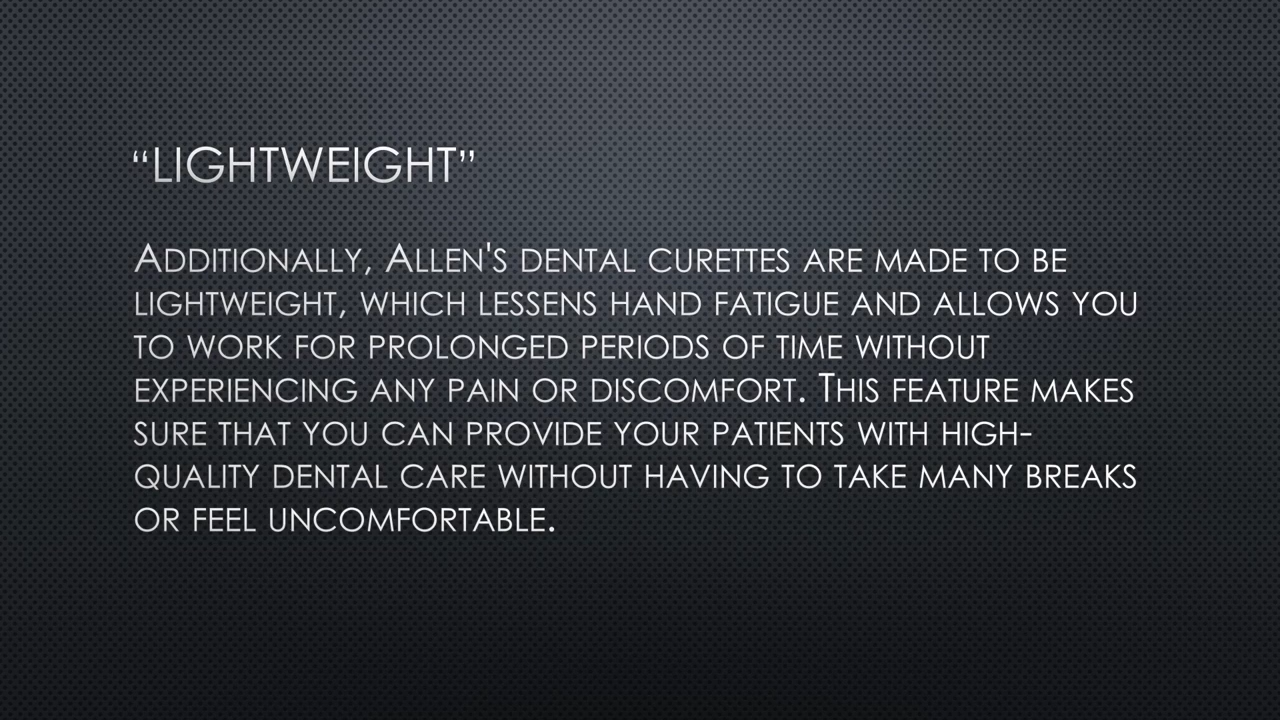 “LIGHTWEIGHT”
Additionally, Allen's dental curettes are made to be
lightweight, which lessens hand fatigue and allows you
to work for prolonged periods of time without
experiencing any pain or discomfort. This feature makes
sure that you can provide your patients with high-
quality dental care without having to take many breaks
or feel uncomfortable.